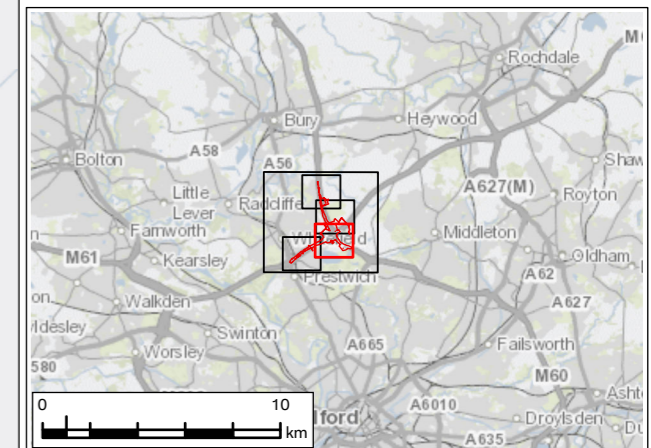 M6
Rochdale
Bury
Heywood
A58
Bolton
A56
Shaw
A627(M)
Little
Lever
Radcliffe
Royton
Farnworth
Middleton
Oldham
M61
Kearsley
A62
Prestwich
Walkden
A627
Swinton
A665
Failsworth
Worsley
580
M60
0
10
km
A6010
Droylsden
A635